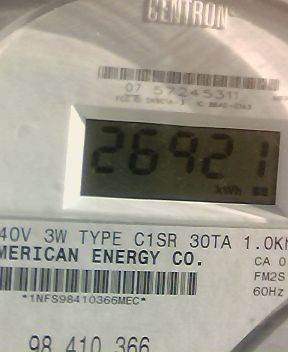 CENTRON
07 57245311
26921
kWh
40V 3W TYPE C1SR 30TA 1.0K
MERICAN ENERGY CO.
CA 0
FM2S
60Hz
*1NFS98410366MEC*
98 410 366